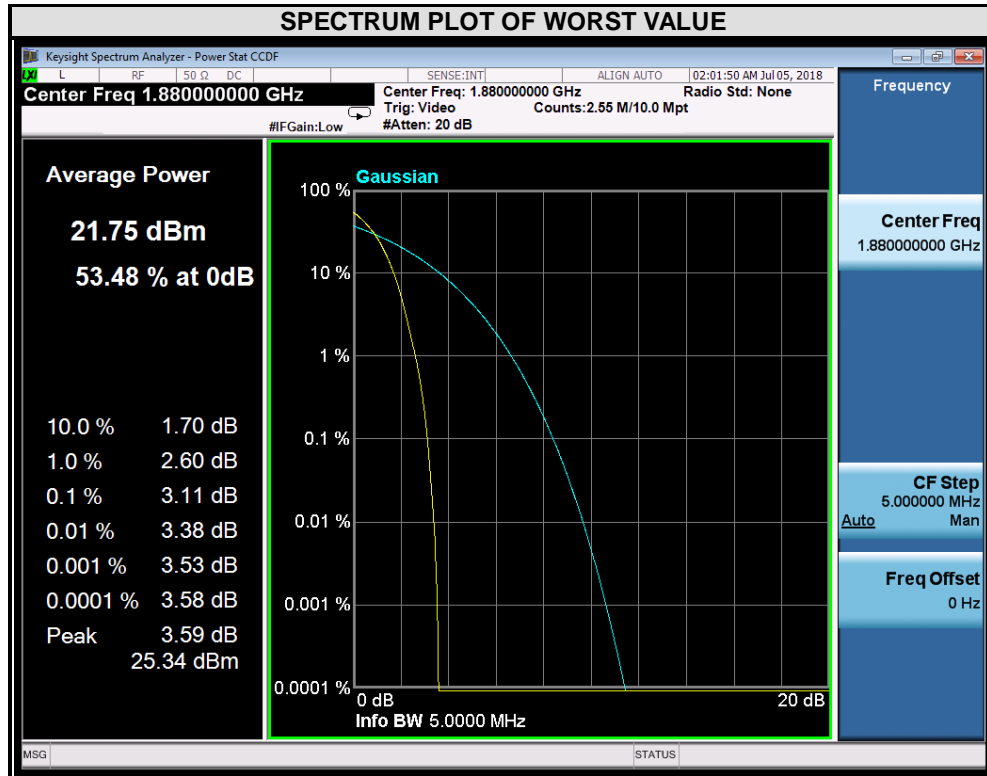 SPECTRUM PLOT OF WORST VALUE
Keysight Spectrum Analyzer - Power Stat CCDF
LXI L RF 50 Ω DC SENSE:INT ALIGN AUTO 02:01:50 AM Jul 05, 2018
Center Freq 1.880000000 GHz
Center Freq: 1.880000000 GHz Radio Std: None
Trig: Video Counts:2.55 M/10.0 Mpt
#IFGain:Low #Atten: 20 dB
Frequency
Average Power
21.75 dBm
53.48 % at 0dB
10.0 % 1.70 dB
1.0 % 2.60 dB
0.1 % 3.11 dB
0.01 % 3.38 dB
0.001 % 3.53 dB
0.0001 % 3.58 dB
Peak 3.59 dB
25.34 dBm
Gaussian
100 %
10 %
1 %
0.1 %
0.01 %
0.001 %
0.0001 %
0 dB 20 dB
Info BW 5.0000 MHz
Center Freq
1.880000000 GHz
CF Step
5.000000 MHz
Auto Man
Freq Offset
0 Hz
MSG STATUS